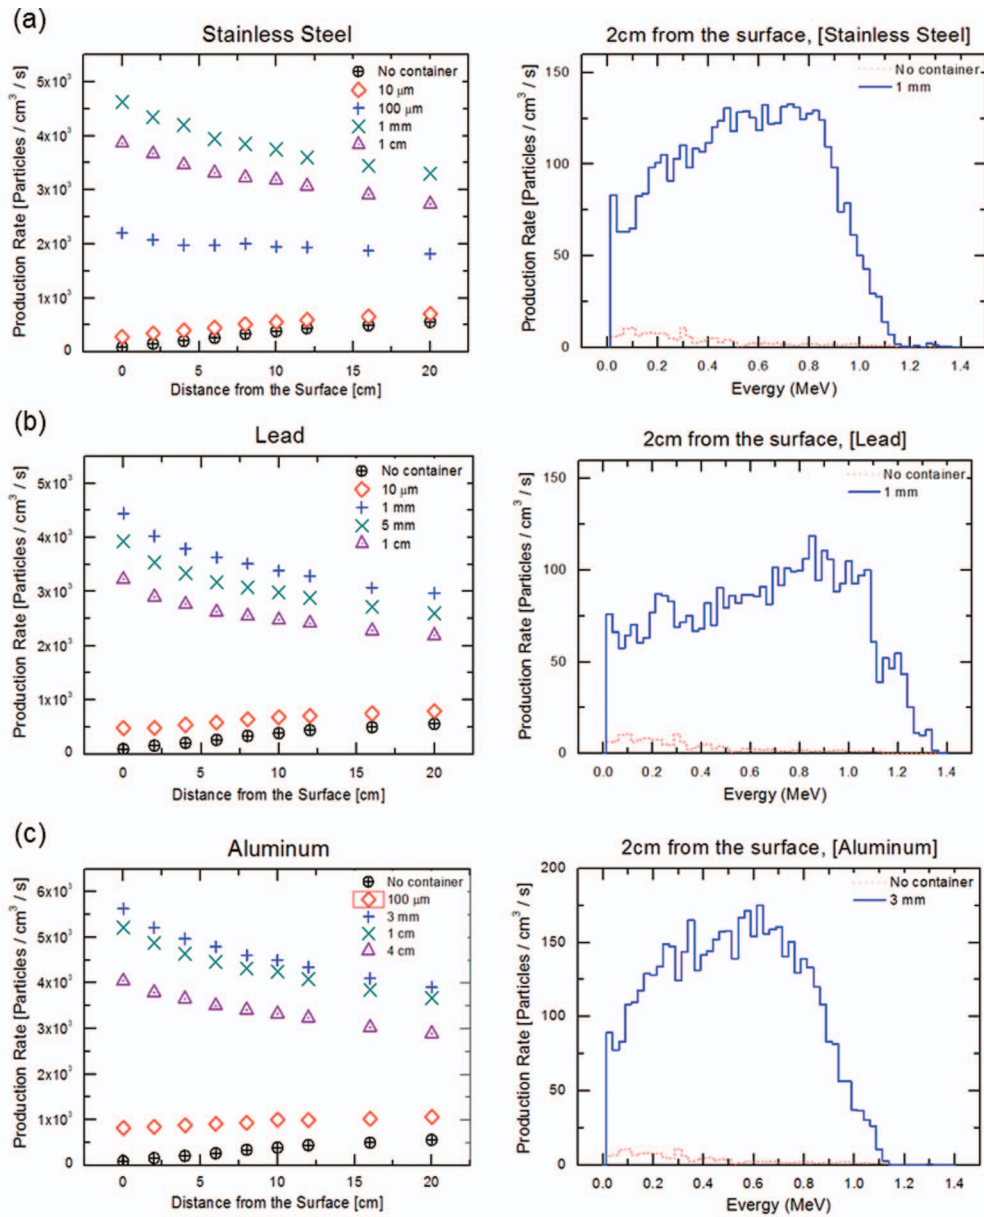 (a)
Stainless Steel
Production Rate [Particles / cm³ / s]
5x10³
4x10³
3x10³
2x10³
1x10³
0
No container
10 μm
100 μm
1 mm
1 cm
0 5 10 15 20
Distance from the Surface [cm]
2cm from the surface, [Stainless Steel]
Production Rate [Particles / cm³ / s]
150
100
50
0
No container
1 mm
0.0 0.2 0.4 0.6 0.8 1.0 1.2 1.4
Evergy (MeV)
(b)
Lead
Production Rate [Particles / cm³ / s]
5x10³
4x10³
3x10³
2x10³
1x10³
0
No container
10 μm
1 mm
5 mm
1 cm
0 5 10 15 20
Distance from the Surface [cm]
2cm from the surface, [Lead]
Production Rate [Particles / cm³ / s]
150
100
50
0
No container
1 mm
0.0 0.2 0.4 0.6 0.8 1.0 1.2 1.4
Evergy (MeV)
(c)
Aluminum
Production Rate [Particles / cm³ / s]
6x10³
5x10³
4x10³
3x10³
2x10³
1x10³
0
No container
100 μm
3 mm
1 cm
4 cm
0 5 10 15 20
Distance from the Surface [cm]
2cm from the surface, [Aluminum]
Production Rate [Particles / cm³ / s]
200
150
100
50
0
No container
3 mm
0.0 0.2 0.4 0.6 0.8 1.0 1.2 1.4
Evergy (MeV)